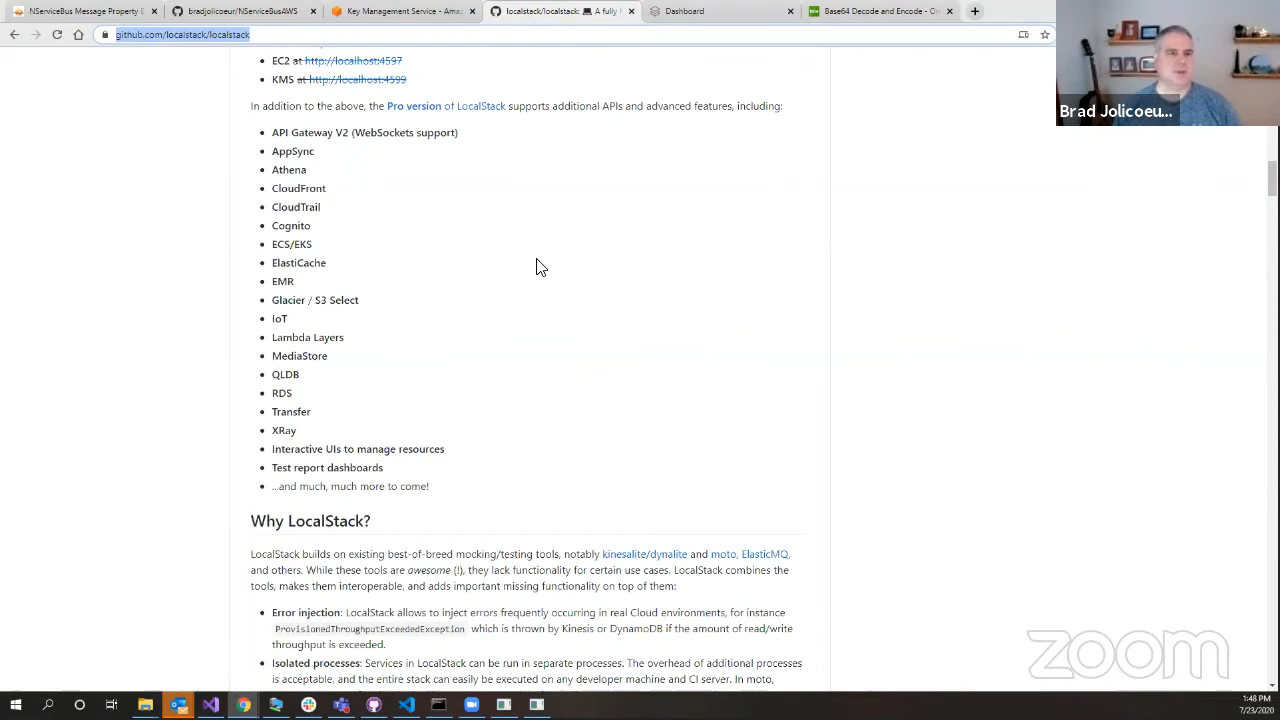 NServiceBus Message Property E
bradjolicoeur/NServiceBusAWS
Key Management Service - Amaz
localstack/localstack: A fully f
Dashboard
Base64 Decode and Encode - On
github.com/localstack/localstack
EC2 at http://localhost:4597
KMS at http://localhost:4599
In addition to the above, the Pro version of LocalStack supports additional APIs and advanced features, including:
API Gateway V2 (WebSockets support)
AppSync
Athena
CloudFront
CloudTrail
Cognito
ECS/EKS
ElastiCache
EMR
Glacier / S3 Select
IoT
Lambda Layers
MediaStore
QLDB
RDS
Transfer
XRay
Interactive UIs to manage resources
Test report dashboards
...and much, much more to come!
Why LocalStack?
LocalStack builds on existing best-of-breed mocking/testing tools, notably kinesalite/dynalite and moto, ElasticMQ,
and others. While these tools are awesome (!), they lack functionality for certain use cases. LocalStack combines the
tools, makes them interoperable, and adds important missing functionality on top of them:
Error injection: LocalStack allows to inject errors frequently occurring in real Cloud environments, for instance
ProvisionedThroughputExceededException which is thrown by Kinesis or DynamoDB if the amount of read/write
throughput is exceeded.
Isolated processes: Services in LocalStack can be run in separate processes. The overhead of additional processes
is acceptable, and the entire stack can easily be executed on any developer machine and CI server. In moto,
Brad Jolicoeu...
zoom
1:48 PM
7/23/2020